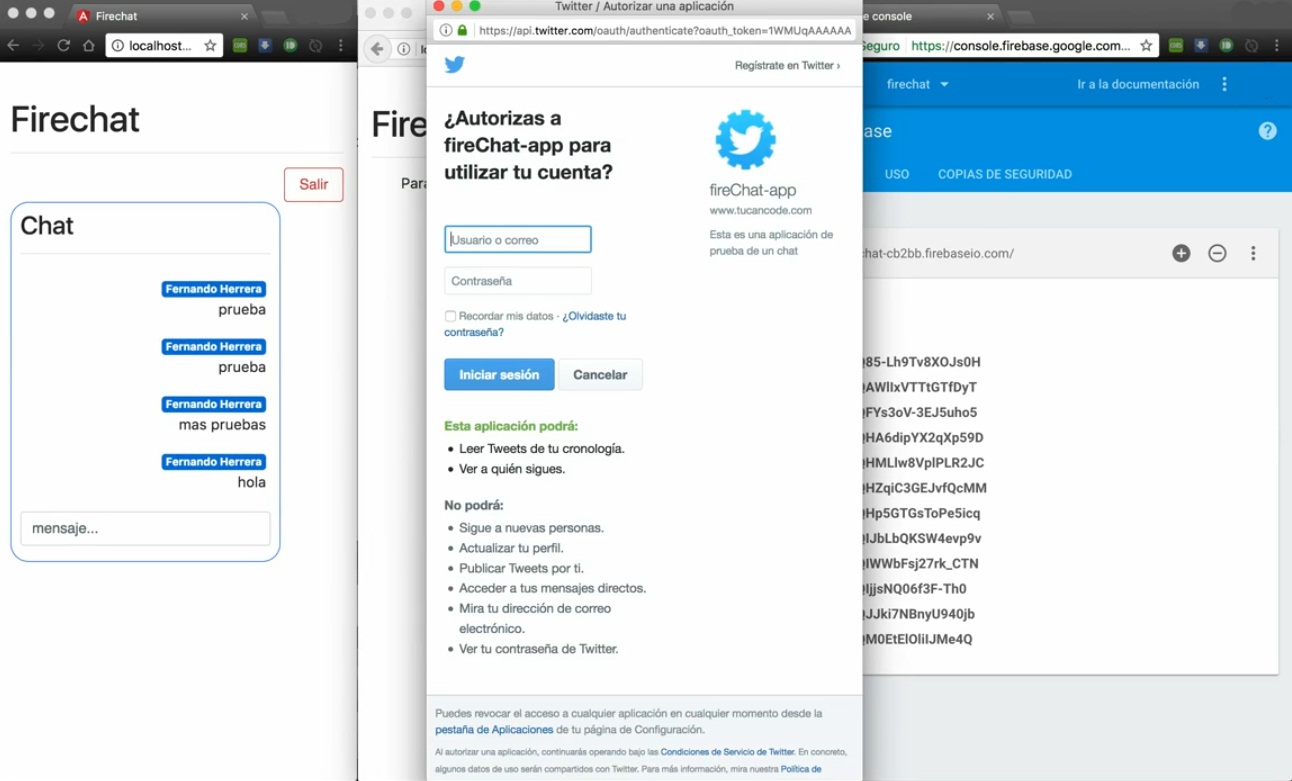 Firechat
localhost...
Firechat
Salir
Chat
Fernando Herrera
prueba
Fernando Herrera
prueba
Fernando Herrera
mas pruebas
Fernando Herrera
hola
mensaje...
Fire
Para
Twitter / Autorizar una aplicación
https://api.twitter.com/oauth/authenticate?oauth_token=1WMUqAAAAAA
Regístrate en Twitter ›
¿Autorizas a
fireChat-app para
utilizar tu cuenta?
Usuario o correo
Contraseña
Recordar mis datos · ¿Olvidaste tu
contraseña?
Iniciar sesión
Cancelar
fireChat-app
www.tucancode.com
Esta es una aplicación de
prueba de un chat
Esta aplicación podrá:
• Leer Tweets de tu cronología.
• Ver a quién sigues.
No podrá:
• Sigue a nuevas personas.
• Actualizar tu perfil.
• Publicar Tweets por ti.
• Acceder a tus mensajes directos.
• Mira tu dirección de correo
electrónico.
• Ver tu contraseña de Twitter.
Puedes revocar el acceso a cualquier aplicación en cualquier momento desde la
pestaña de Aplicaciones de tu página de Configuración.
Al autorizar una aplicación, continuarás operando bajo las Condiciones de Servicio de Twitter. En concreto,
algunos datos de uso serán compartidos con Twitter. Para más información, mira nuestra Política de
e console
Seguro https://console.firebase.google.com...
firechat
Ir a la documentación
ase
USO
COPIAS DE SEGURIDAD
hat-cb2bb.firebaseio.com/
85-Lh9Tv8XOJs0H
AWlIxVTTtGTfDyT
FYs3oV-3EJ5uho5
HA6dipYX2qXp59D
HMLlw8VplPLR2JC
HZqiC3GEJvfQcMM
Hp5GTGsToPe5icq
IJbLbQKSW4evp9v
IWWbFsj27rk_CTN
IjjsNQ06f3F-Th0
JJki7NBnyU940jb
M0EtElOliIJMe4Q